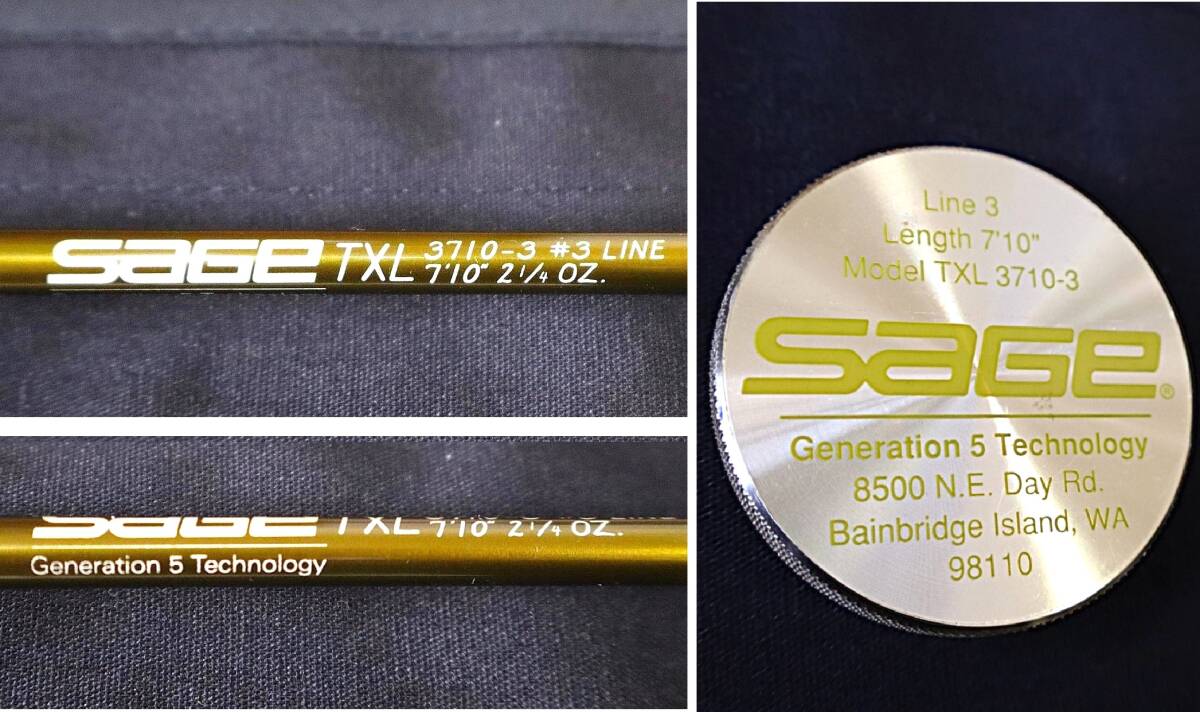 SAGE TXL 3710-3 #3 LINE
7'10" 2 1/4 OZ.
SAGE TXL 7'10" 2 1/4 OZ.
Generation 5 Technology
Line 3
Length 7'10"
Model TXL 3710-3
SAGE®
Generation 5 Technology
8500 N.E. Day Rd.
Bainbridge Island, WA
98110